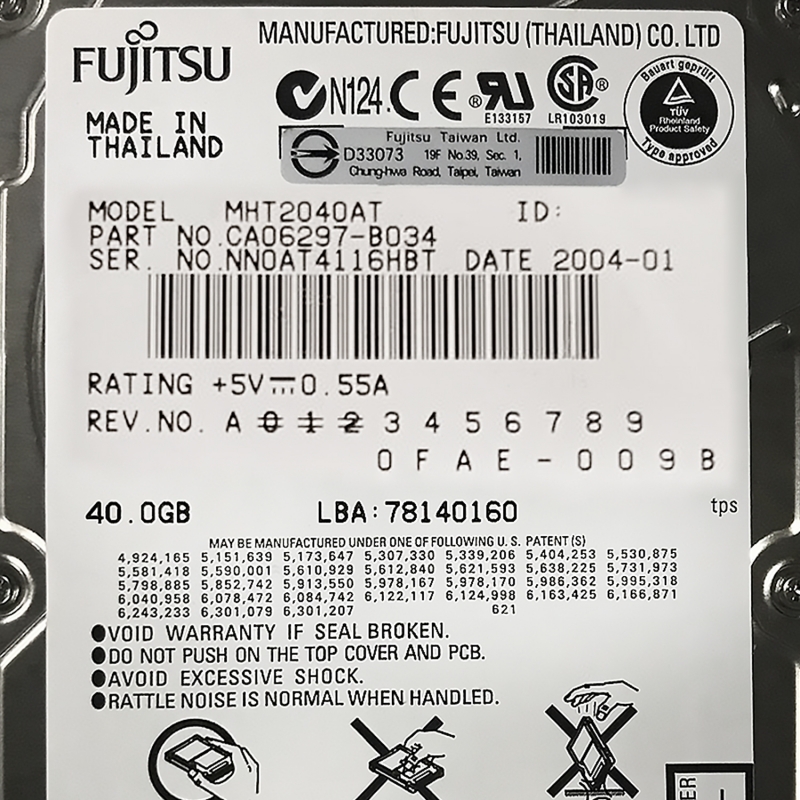 FUJITSU
MANUFACTURED:FUJITSU (THAILAND) CO. LTD
MADE IN
THAILAND
N124
E133157
LR103019
Bauart geprüft
TÜV
Rheinland
Product Safety
Type approved
D33073
Fujitsu Taiwan Ltd.
19F No.39, Sec. 1,
Chung-hwa Road, Taipei, Taiwan
MODEL MHT2040AT ID:
PART NO.CA06297-B034
SER. NO.NN0AT4116HBT DATE 2004-01
RATING +5V⎓0.55A
REV.NO. A 0 1 2 3 4 5 6 7 8 9
0 F A E - 0 0 9 B
40.0GB LBA:78140160 tps
MAY BE MANUFACTURED UNDER ONE OF FOLLOWING U. S. PATENT (S)
4,924,165 5,151,639 5,173,647 5,307,330 5,339,206 5,404,253 5,530,875
5,581,418 5,590,001 5,610,929 5,612,840 5,621,593 5,638,225 5,731,973
5,798,885 5,852,742 5,913,550 5,978,167 5,978,170 5,986,362 5,995,318
6,040,958 6,078,472 6,084,742 6,122,117 6,124,998 6,163,425 6,166,871
6,243,233 6,301,079 6,301,207 621
●VOID WARRANTY IF SEAL BROKEN.
●DO NOT PUSH ON THE TOP COVER AND PCB.
●AVOID EXCESSIVE SHOCK.
●RATTLE NOISE IS NORMAL WHEN HANDLED.